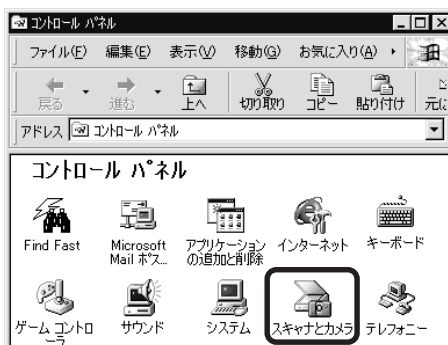 コントロール パネル
ファイル(F) 編集(E) 表示(V) 移動(G) お気に入り(A)
戻る 進む 上へ 切り取り コピー 貼り付け 元に
アドレス コントロール パネル
コントロール パネル
Find Fast Microsoft Mail ポス... アプリケーションの追加と削除 インターネット キーボード
ゲーム コントローラ サウンド システム スキャナとカメラ テレフォニー